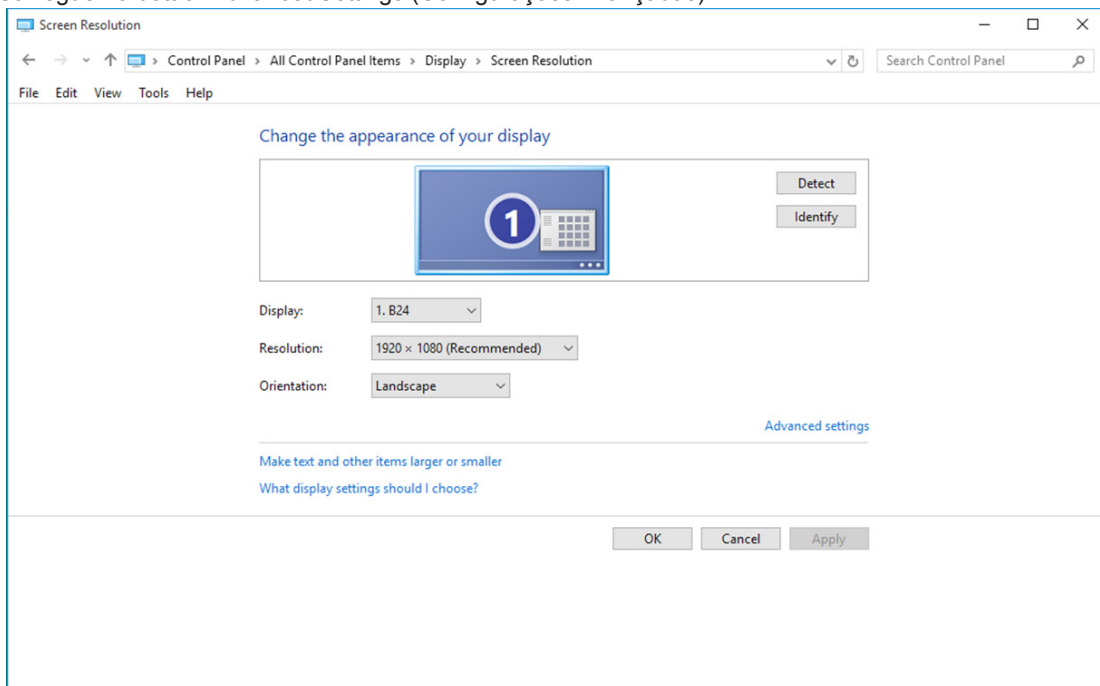 Screen Resolution
Control Panel > All Control Panel Items > Display > Screen Resolution
Search Control Panel
File Edit View Tools Help
Change the appearance of your display
1
Detect
Identify
Display: 1. B24
Resolution: 1920 × 1080 (Recommended)
Orientation: Landscape
Advanced settings
Make text and other items larger or smaller
What display settings should I choose?
OK Cancel Apply